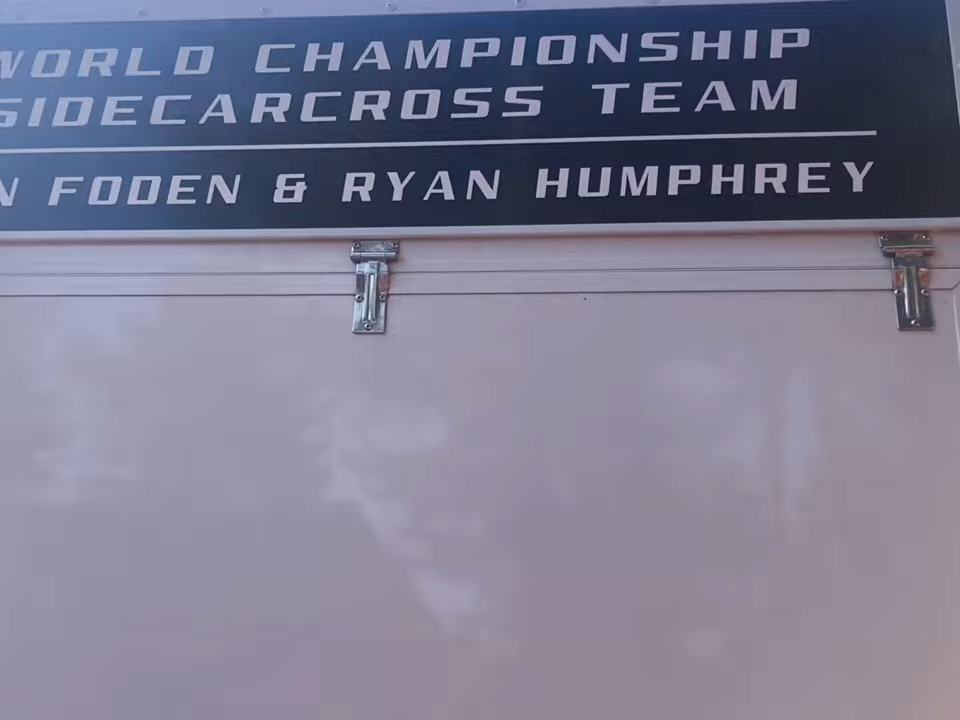 WORLD CHAMPIONSHIP
SIDECARCROSS TEAM
N FODEN & RYAN HUMPHREY